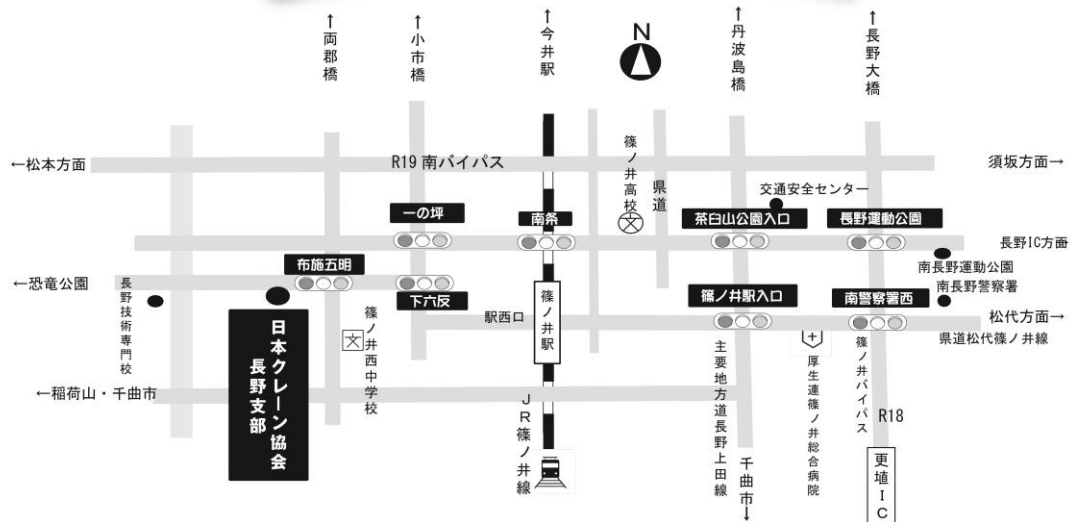 ↑両郡橋
↑小市橋
↑今井駅
N
↑丹波島橋
↑長野大橋
←松本方面
R19 南バイパス
須坂方面→
篠ノ井高校
県道
交通安全センター
一の坪
南条
茶臼山公園入口
長野運動公園
長野IC方面
南長野運動公園
南長野警察署
布施五明
←恐竜公園
下六反
篠ノ井駅入口
南警察署西
松代方面→
県道松代篠ノ井線
長野技術専門校
日本クレーン協会
長野支部
篠ノ井西中学校
駅西口
篠ノ井駅
主要地方道長野上田線
厚生連篠ノ井総合病院
篠ノ井バイパス
R18
←稲荷山・千曲市
JR篠ノ井線
千曲市↓
更埴IC